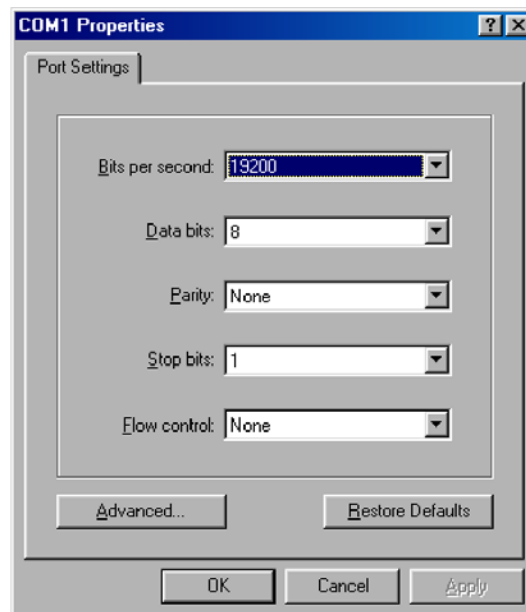 COM1 Properties
Port Settings
Bits per second: 19200
Data bits: 8
Parity: None
Stop bits: 1
Flow control: None
Advanced... Restore Defaults
OK Cancel Apply